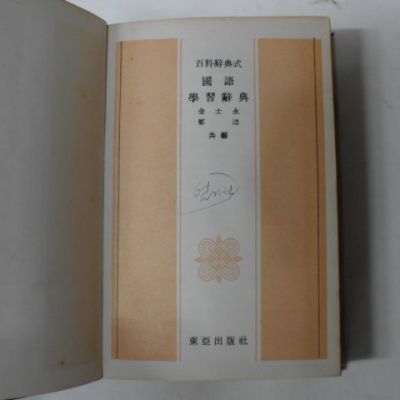 百科辭典式
國語
學習辭典
金士永
鄭
共編
東亞出版社